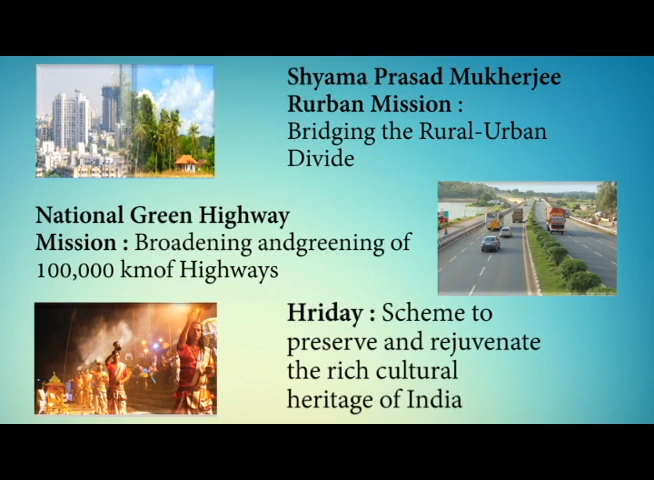 Shyama Prasad Mukherjee
Rurban Mission :
Bridging the Rural-Urban
Divide
National Green Highway
Mission : Broadening andgreening of
100,000 kmof Highways
Hriday : Scheme to
preserve and rejuvenate
the rich cultural
heritage of India